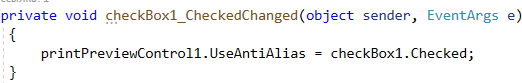 private void checkBox1_CheckedChanged(object sender, EventArgs e)
{
printPreviewControl1.UseAntiAlias = checkBox1.Checked;
}